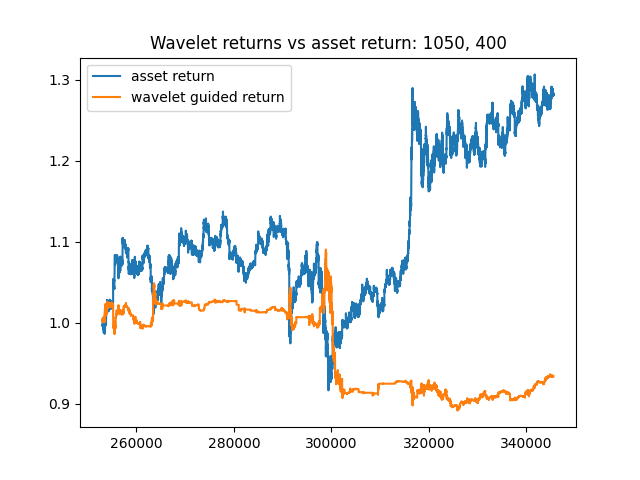 Wavelet returns vs asset return: 1050, 400
asset return
wavelet guided return
1.3
1.2
1.1
1.0
0.9
260000 280000 300000 320000 340000